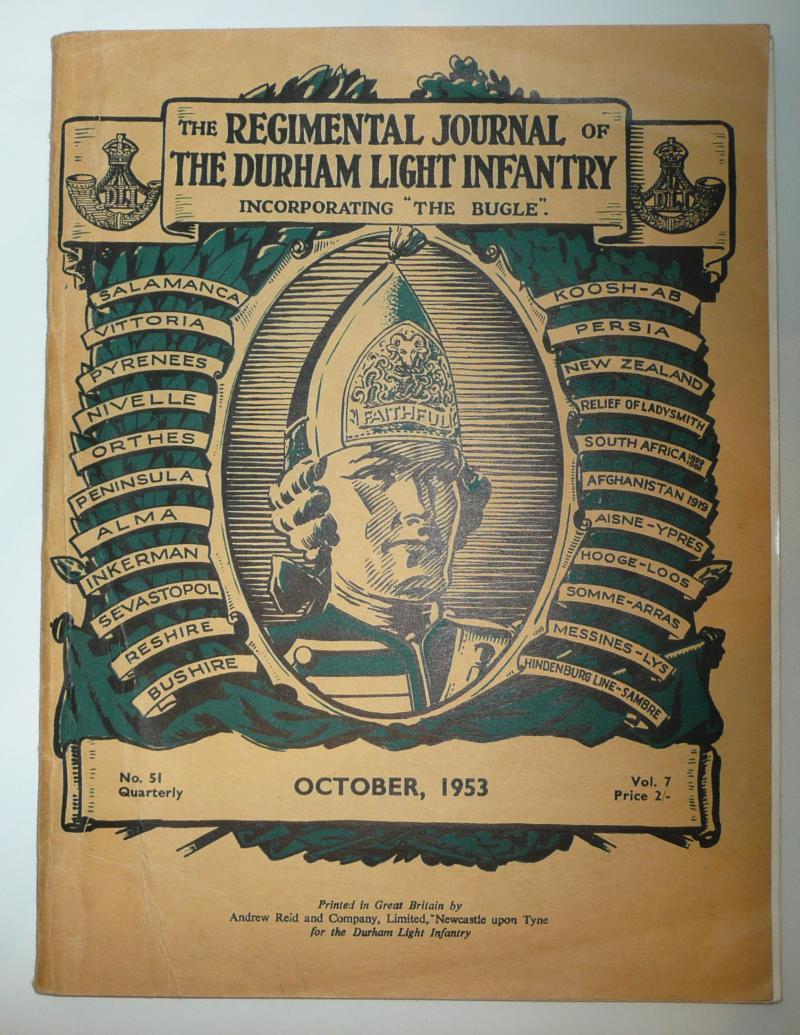 THE REGIMENTAL JOURNAL OF
THE DURHAM LIGHT INFANTRY
INCORPORATING "THE BUGLE".
DLI
DLI
SALAMANCA
VITTORIA
PYRENEES
NIVELLE
ORTHES
PENINSULA
ALMA
INKERMAN
SEVASTOPOL
RESHIRE
BUSHIRE
FAITHFUL
KOOSH-AB
PERSIA
NEW ZEALAND
RELIEF OF LADYSMITH
SOUTH AFRICA 1899 1902
AFGHANISTAN 1919
AISNE-YPRES
HOOGE-LOOS
SOMME-ARRAS
MESSINES-LYS
HINDENBURG LINE-SAMBRE
No. 51
Quarterly
OCTOBER, 1953
Vol. 7
Price 2/-
Printed in Great Britain by
Andrew Reid and Company, Limited, Newcastle upon Tyne
for the Durham Light Infantry